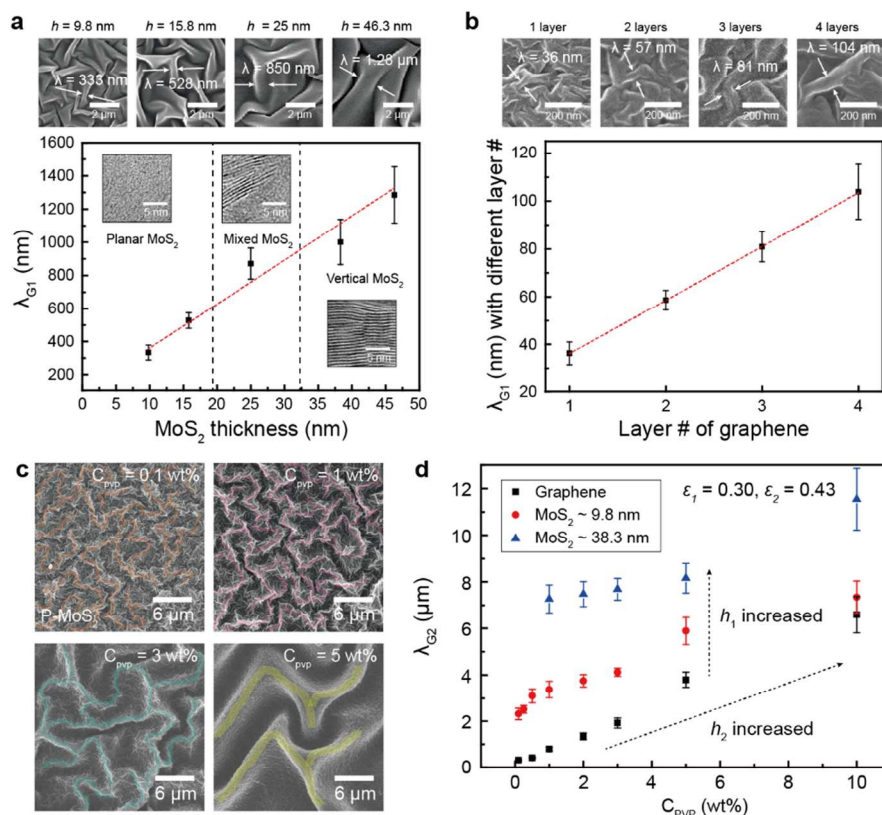 a
h = 9.8 nm h = 15.8 nm h = 25 nm h = 46.3 nm
λ = 333 nm
λ = 528 nm
λ = 850 nm
λ = 1.28 μm
2 μm
2 μm
2 μm
2 μm
1600
1400
1200
1000
800
600
400
200
λG1 (nm)
5 nm
Planar MoS2
5 nm
Mixed MoS2
Vertical MoS2
5 nm
0 5 10 15 20 25 30 35 40 45 50
MoS2 thickness (nm)
b
1 layer 2 layers 3 layers 4 layers
λ = 36 nm
λ = 57 nm
λ = 81 nm
λ = 104 nm
200 nm
200 nm
200 nm
200 nm
120
100
80
60
40
20
λG1 (nm) with different layer #
1 2 3 4
Layer # of graphene
c
Cpvp = 0.1 wt%
P-MoS2
6 μm
Cpvp = 1 wt%
6 μm
Cpvp = 3 wt%
6 μm
Cpvp = 5 wt%
6 μm
d
12
10
8
6
4
2
0
λG2 (μm)
Graphene
MoS2 ~ 9.8 nm
MoS2 ~ 38.3 nm
ε1 = 0.30, ε2 = 0.43
h1 increased
h2 increased
0 2 4 6 8 10
CPVP (wt%)